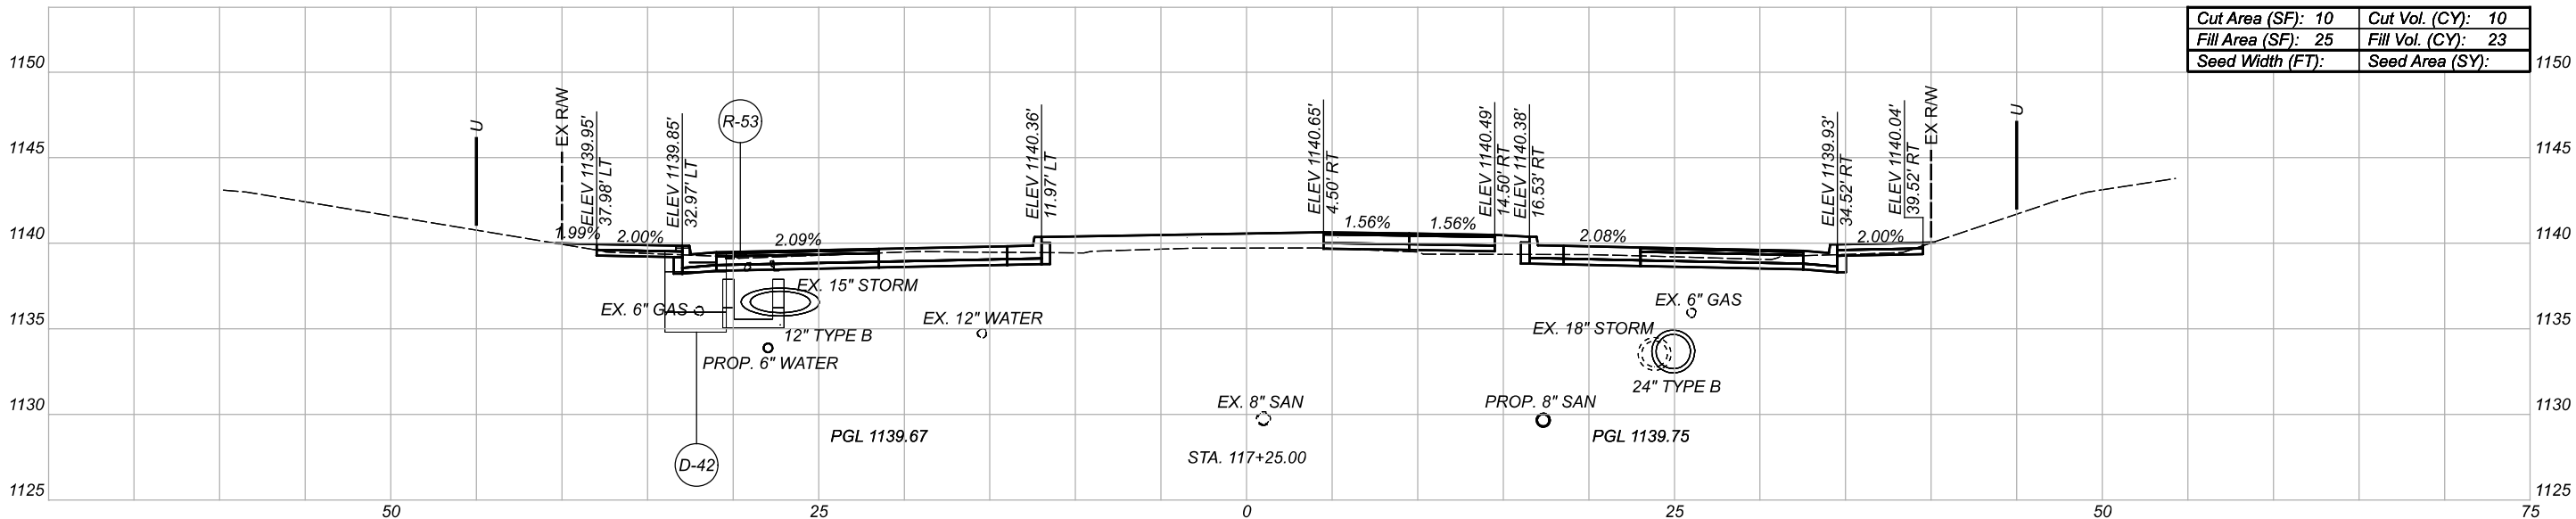 Cut Area (SF): 10 Cut Vol. (CY): 10
Fill Area (SF): 25 Fill Vol. (CY): 23
Seed Width (FT): Seed Area (SY):
1150 1150
1145 1145
1140 1140
1135 1135
1130 1130
1125 1125
U
EX R/W
ELEV 1139.95'
37.98' LT
ELEV 1139.85'
32.97' LT
R-53
ELEV 1140.36'
11.97' LT
ELEV 1140.65'
4.50' RT
ELEV 1140.49'
14.50' RT
ELEV 1140.38'
16.53' RT
ELEV 1139.93'
34.52' RT
ELEV 1140.04'
39.52' RT
EX R/W
U
1.99% 2.00% 2.09% 1.56% 1.56% 2.08% 2.00%
EX. 15" STORM
EX. 6" GAS
12" TYPE B
PROP. 6" WATER
EX. 12" WATER
EX. 6" GAS
EX. 18" STORM
24" TYPE B
EX. 8" SAN
PROP. 8" SAN
PGL 1139.67
PGL 1139.75
STA. 117+25.00
D-42
50 25 0 25 50 75